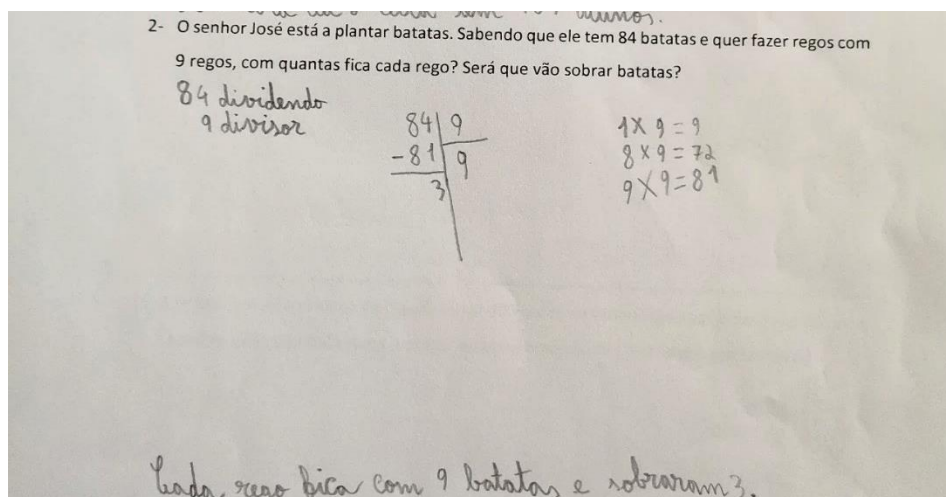 munos.
2- O senhor José está a plantar batatas. Sabendo que ele tem 84 batatas e quer fazer regos com
9 regos, com quantas fica cada rego? Será que vão sobrar batatas?
84 dividendo
9 divisor
84 9
-81 9
3
1 X 9 = 9
8 X 9 = 72
9 X 9 = 81
Cada rego fica com 9 batatas e sobraram 3.